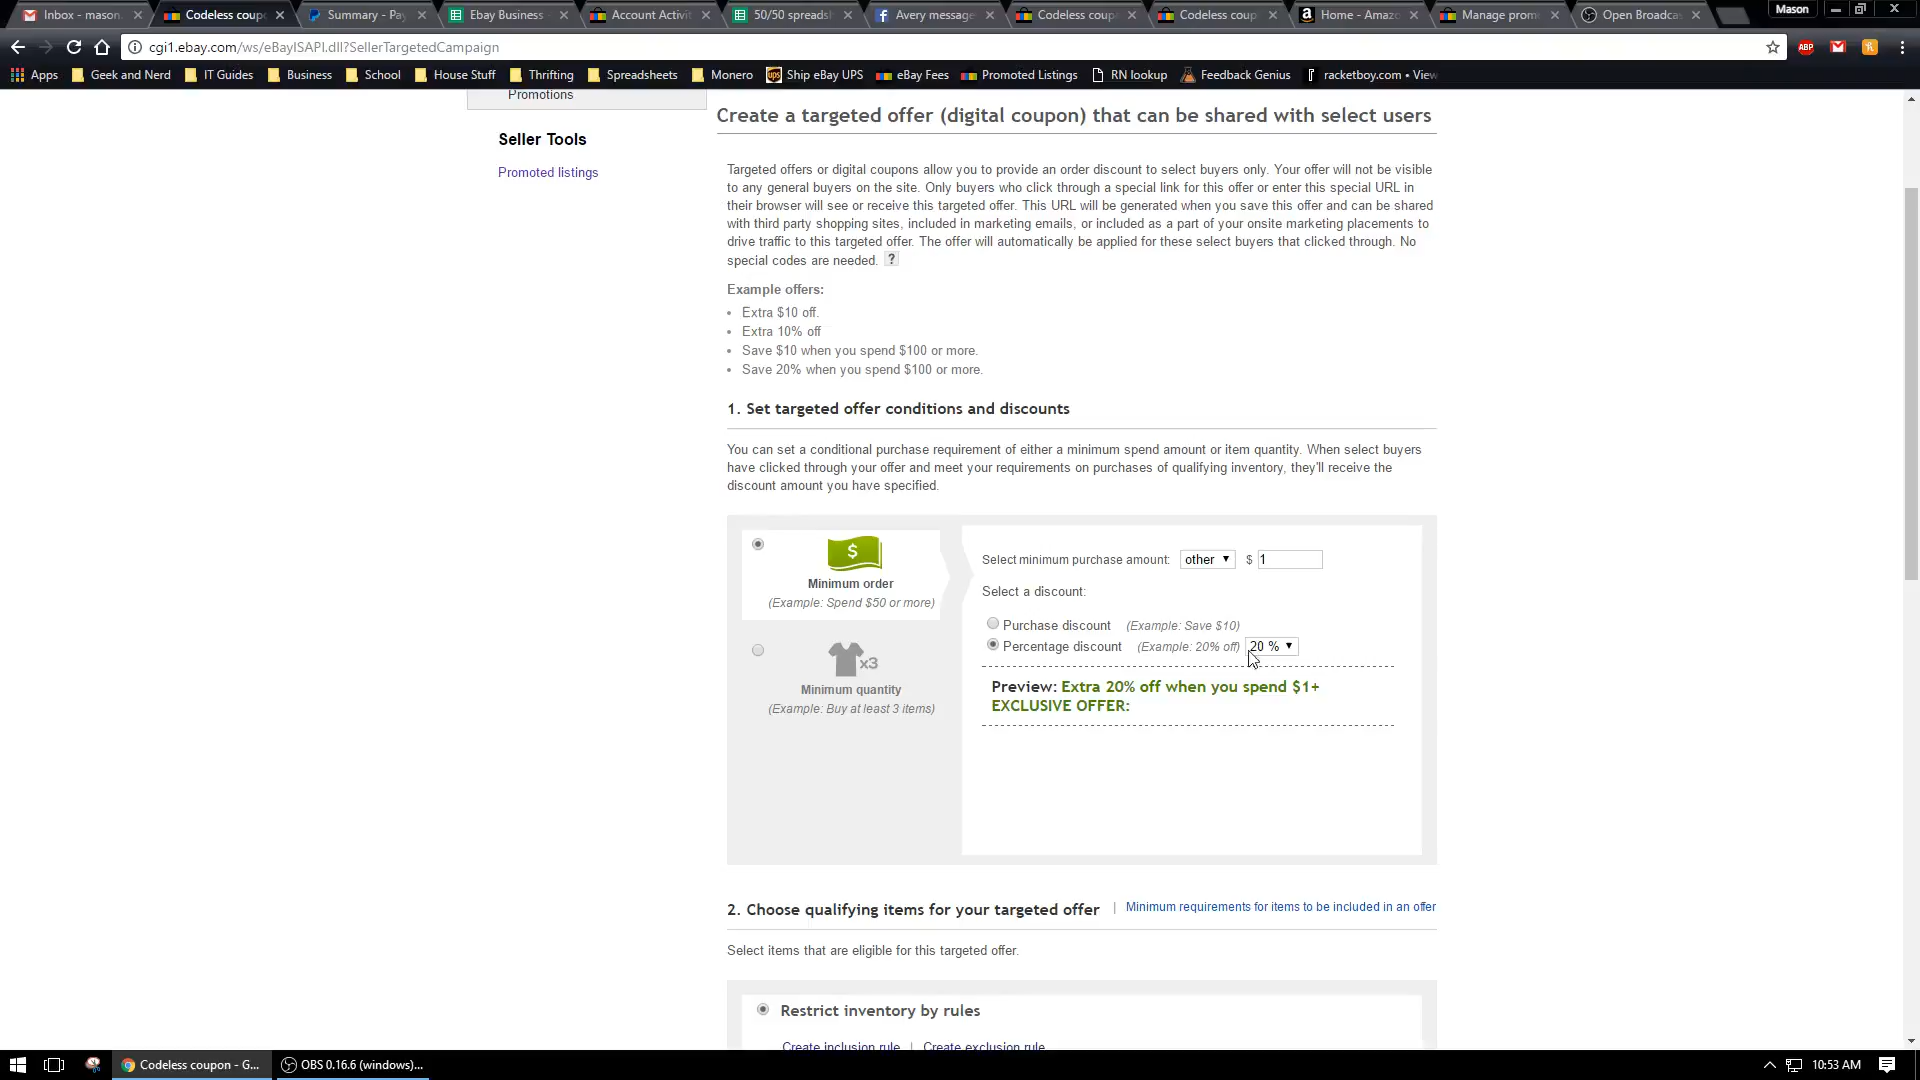 Inbox - mason.
Codeless coup
Summary - Pay
Ebay Business -
Account Activit
50/50 spreadsh
Avery message
Codeless coup
Codeless coup
Home - Amazo
Manage prom
Open Broadca
Mason
cgi1.ebay.com/ws/eBayISAPI.dll?SellerTargetedCampaign
ABP
Apps Geek and Nerd IT Guides Business School House Stuff Thrifting Spreadsheets Monero Ship eBay UPS eBay Fees Promoted Listings RN lookup Feedback Genius racketboy.com • View
Promotions
Seller Tools
Promoted listings
Create a targeted offer (digital coupon) that can be shared with select users
Targeted offers or digital coupons allow you to provide an order discount to select buyers only. Your offer will not be visible
to any general buyers on the site. Only buyers who click through a special link for this offer or enter this special URL in
their browser will see or receive this targeted offer. This URL will be generated when you save this offer and can be shared
with third party shopping sites, included in marketing emails, or included as a part of your onsite marketing placements to
drive traffic to this targeted offer. The offer will automatically be applied for these select buyers that clicked through. No
special codes are needed. ?
Example offers:
• Extra $10 off.
• Extra 10% off
• Save $10 when you spend $100 or more.
• Save 20% when you spend $100 or more.
1. Set targeted offer conditions and discounts
You can set a conditional purchase requirement of either a minimum spend amount or item quantity. When select buyers
have clicked through your offer and meet your requirements on purchases of qualifying inventory, they'll receive the
discount amount you have specified.
$
Minimum order
(Example: Spend $50 or more)
x3
Minimum quantity
(Example: Buy at least 3 items)
Select minimum purchase amount: other $ 1
Select a discount:
Purchase discount (Example: Save $10)
Percentage discount (Example: 20% off) 20 %
Preview: Extra 20% off when you spend $1+
EXCLUSIVE OFFER:
2. Choose qualifying items for your targeted offer | Minimum requirements for items to be included in an offer
Select items that are eligible for this targeted offer.
Restrict inventory by rules
Create inclusion rule | Create exclusion rule
Codeless coupon - G...
OBS 0.16.6 (windows)...
10:53 AM